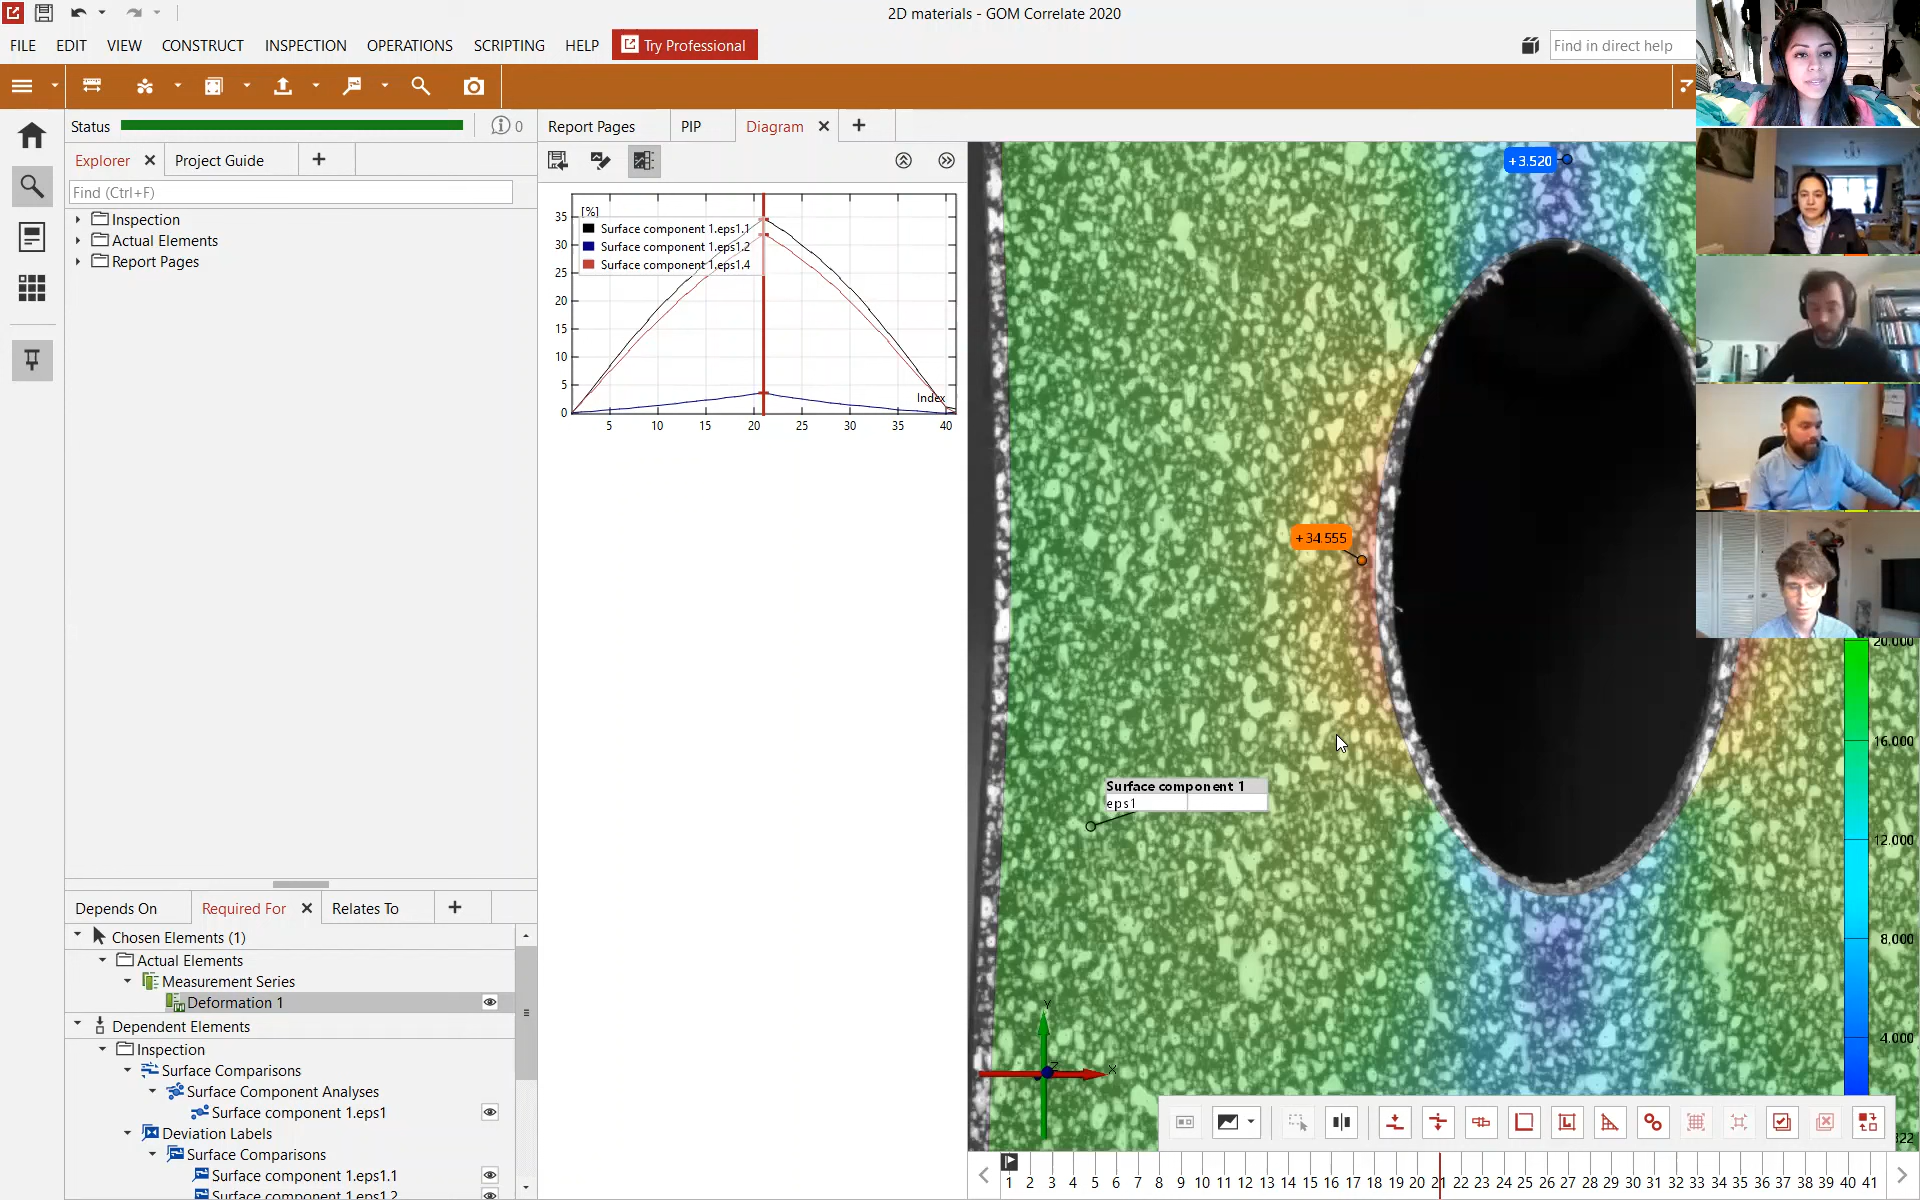 2D materials - GOM Correlate 2020
FILE EDIT VIEW CONSTRUCT INSPECTION OPERATIONS SCRIPTING HELP Try Professional
Find in direct help
Status
0
Report Pages PIP Diagram
Explorer Project Guide
Find (Ctrl+F)
Inspection
Actual Elements
Report Pages
[%]
Surface component 1.eps1.1
Surface component 1.eps1.2
Surface component 1.eps1.4
35
30
25
20
15
10
5
0
Index
5 10 15 20 25 30 35 40
+3.520
+34.555
Surface component 1
eps1
Y
Z
X
20.000
16.000
12.000
8.000
4.000
Depends On Required For Relates To
Chosen Elements (1)
Actual Elements
Measurement Series
Deformation 1
Dependent Elements
Inspection
Surface Comparisons
Surface Component Analyses
Surface component 1.eps1
Deviation Labels
Surface Comparisons
Surface component 1.eps1.1
Surface component 1.eps1.2
1 2 3 4 5 6 7 8 9 10 11 12 13 14 15 16 17 18 19 20 21 22 23 24 25 26 27 28 29 30 31 32 33 34 35 36 37 38 39 40 41